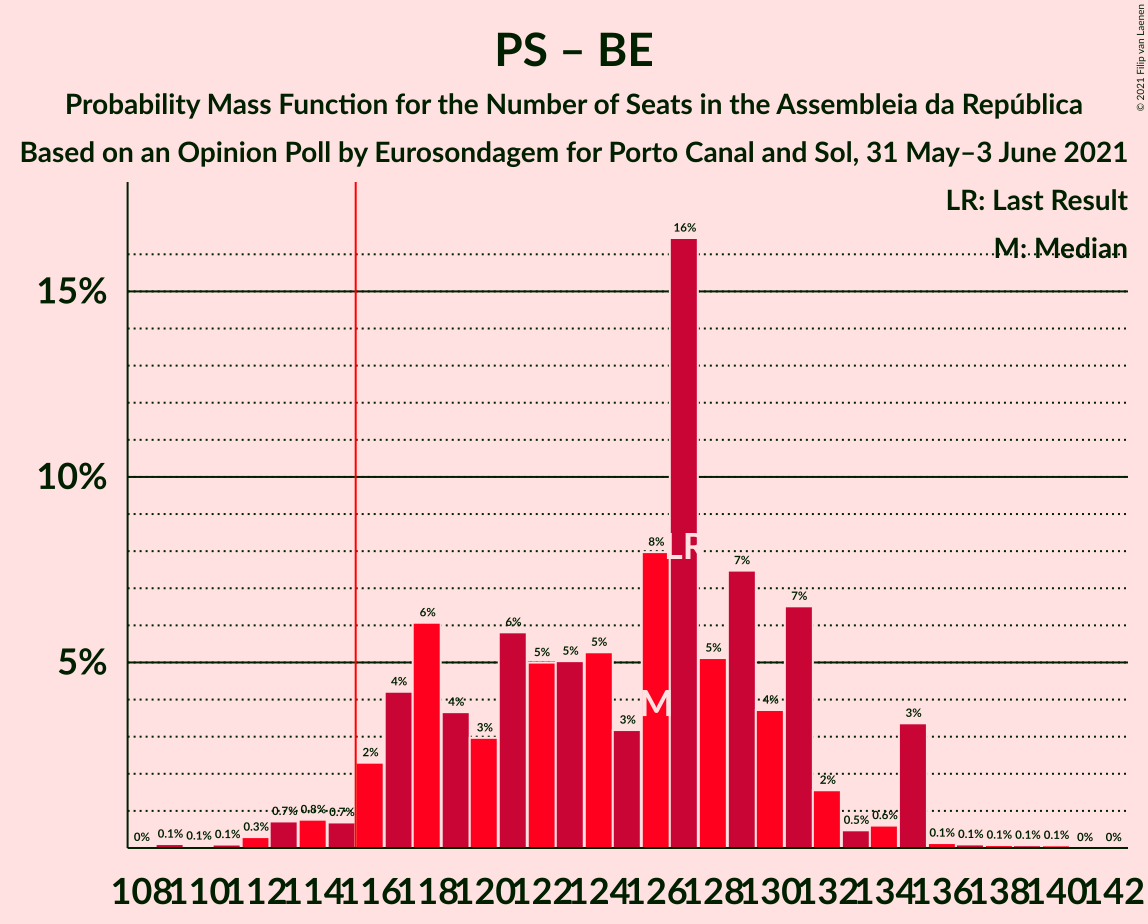 PS – BE
Probability Mass Function for the Number of Seats in the Assembleia da República
Based on an Opinion Poll by Eurosondagem for Porto Canal and Sol, 31 May–3 June 2021
© 2021 Filip van Laenen
LR: Last Result
M: Median
15%
10%
5%
0% 0.1% 0.1% 0.1% 0.3% 0.7% 0.8% 0.7% 2% 4% 6% 4% 3% 6% 5% 5% 5% 3% 8% 16% 5% 7% 4% 7% 2% 0.5% 0.6% 3% 0.1% 0.1% 0.1% 0.1% 0.1% 0% 0%
LR
M
108 110 112 114 116 118 120 122 124 126 128 130 132 134 136 138 140 142